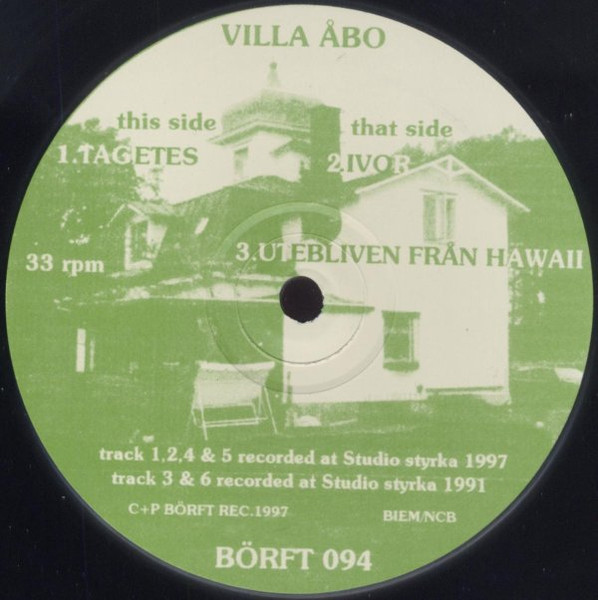 VILLA ÅBO
this side
that side
1.TAGETES
2.IVOR
3.UTEBLIVEN FRÅN HAWAII
33 rpm
track 1,2,4 & 5 recorded at Studio styrka 1997
track 3 & 6 recorded at Studio styrka 1991
C+P BÖRFT REC.1997
BIEM/NCB
BÖRFT 094